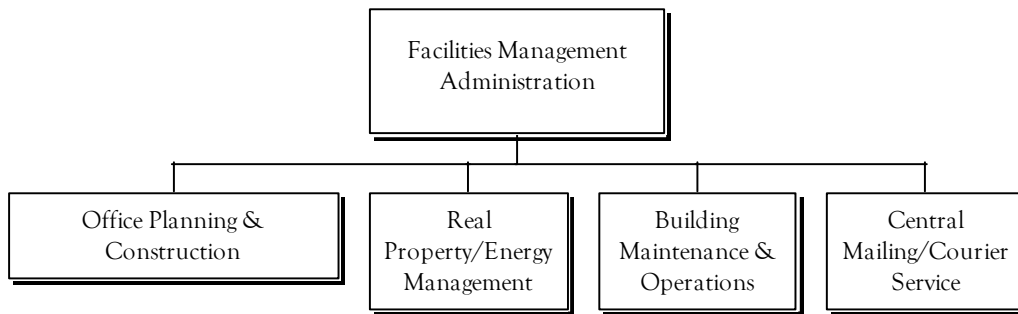 Facilities Management
Administration
Office Planning &
Construction
Real
Property/Energy
Management
Building
Maintenance &
Operations
Central
Mailing/Courier
Service